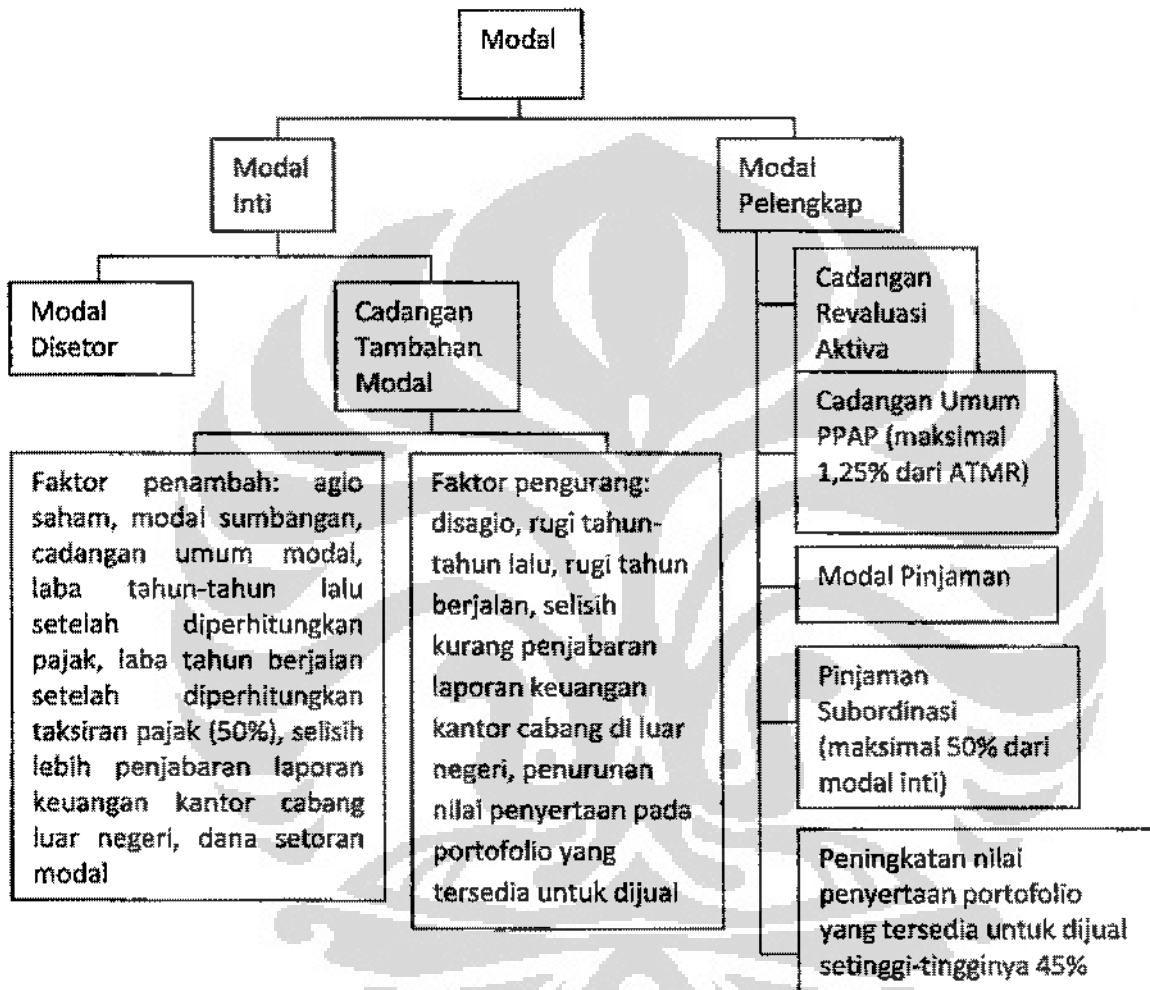 Modal
Modal
Inti
Modal
Pelengkap
Modal
Disetor
Cadangan
Tambahan
Modal
Faktor penambah: agio
saham, modal sumbangan,
cadangan umum modal,
laba tahun-tahun lalu
setelah diperhitungkan
pajak, laba tahun berjalan
setelah diperhitungkan
taksiran pajak (50%), selisih
lebih penjabaran laporan
keuangan kantor cabang
luar negeri, dana setoran
modal
Faktor pengurang:
disagio, rugi tahun-
tahun lalu, rugi tahun
berjalan, selisih
kurang penjabaran
laporan keuangan
kantor cabang di luar
negeri, penurunan
nilai penyertaan pada
portofolio yang
tersedia untuk dijual
Cadangan
Revaluasi
Aktiva
Cadangan Umum
PPAP (maksimal
1,25% dari ATMR)
Modal Pinjaman
Pinjaman
Subordinasi
(maksimal 50% dari
modal inti)
Peningkatan nilai
penyertaan portofolio
yang tersedia untuk dijual
setinggi-tingginya 45%